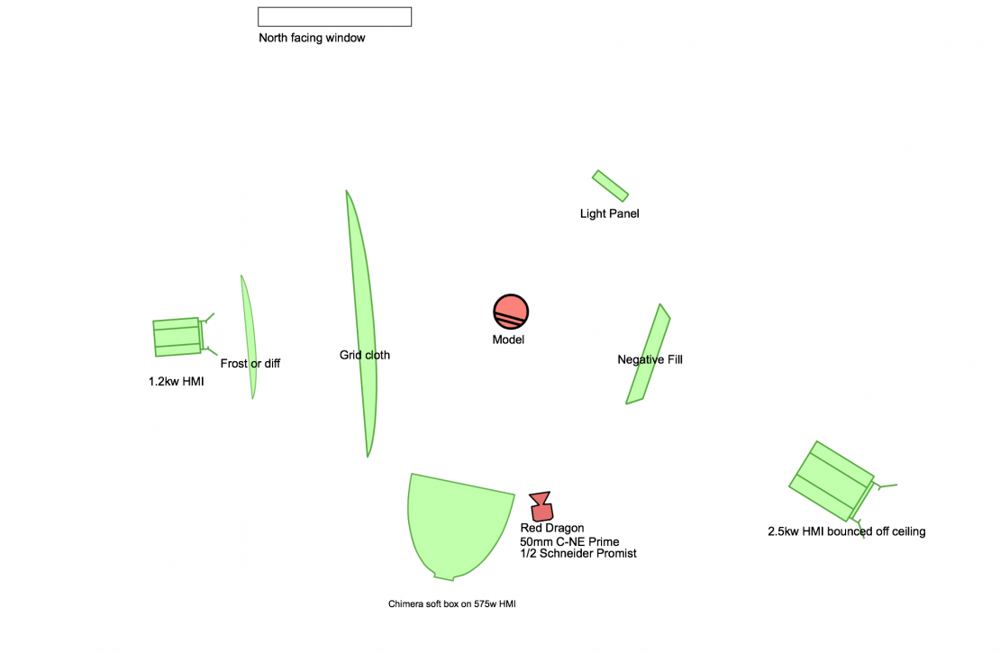 North facing window
Light Panel
Model
Grid cloth
Negative Fill
Frost or diff
1.2kw HMI
Red Dragon
50mm C-NE Prime
1/2 Schneider Promist
2.5kw HMI bounced off ceiling
Chimera soft box on 575w HMI